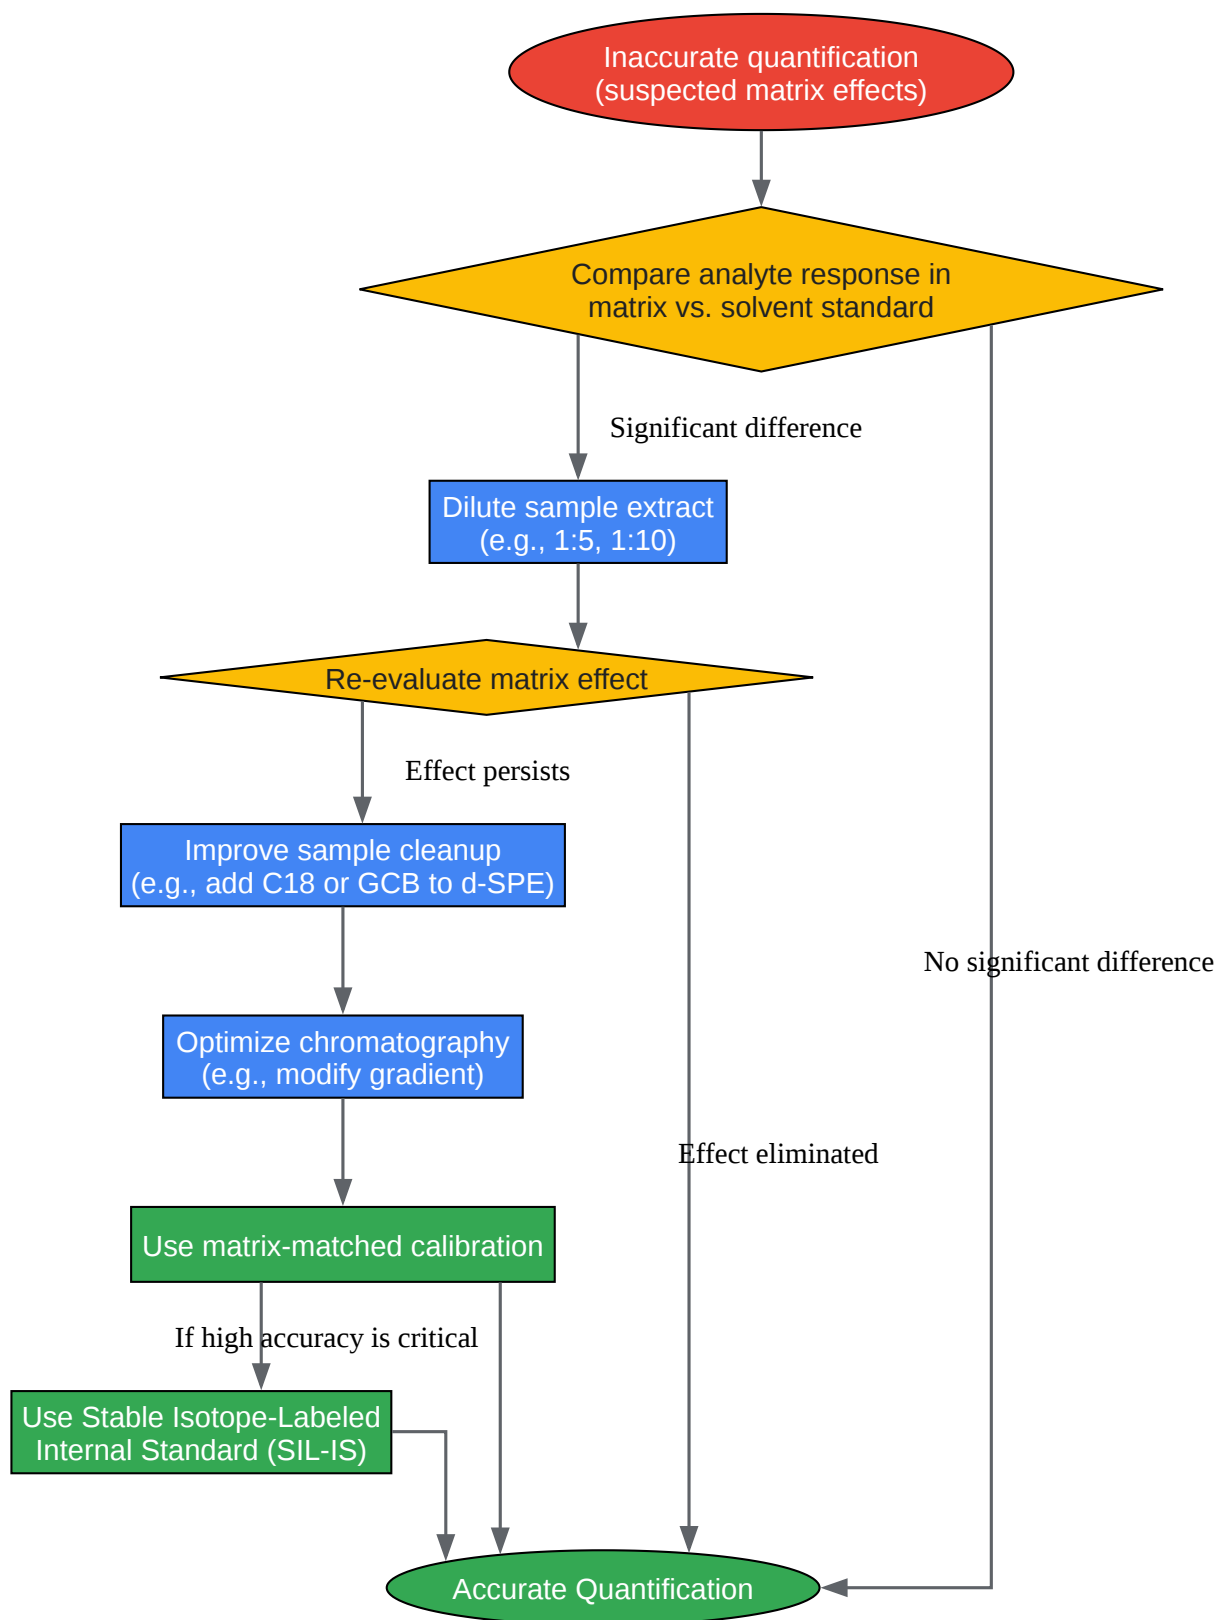 Inaccurate quantification
(suspected matrix effects)
Compare analyte response in
matrix vs. solvent standard
Significant difference
Dilute sample extract
(e.g., 1:5, 1:10)
Re-evaluate matrix effect
Effect persists
Improve sample cleanup
(e.g., add C18 or GCB to d-SPE)
No significant difference
Optimize chromatography
(e.g., modify gradient)
Effect eliminated
Use matrix-matched calibration
If high accuracy is critical
Use Stable Isotope-Labeled
Internal Standard (SIL-IS)
Accurate Quantification